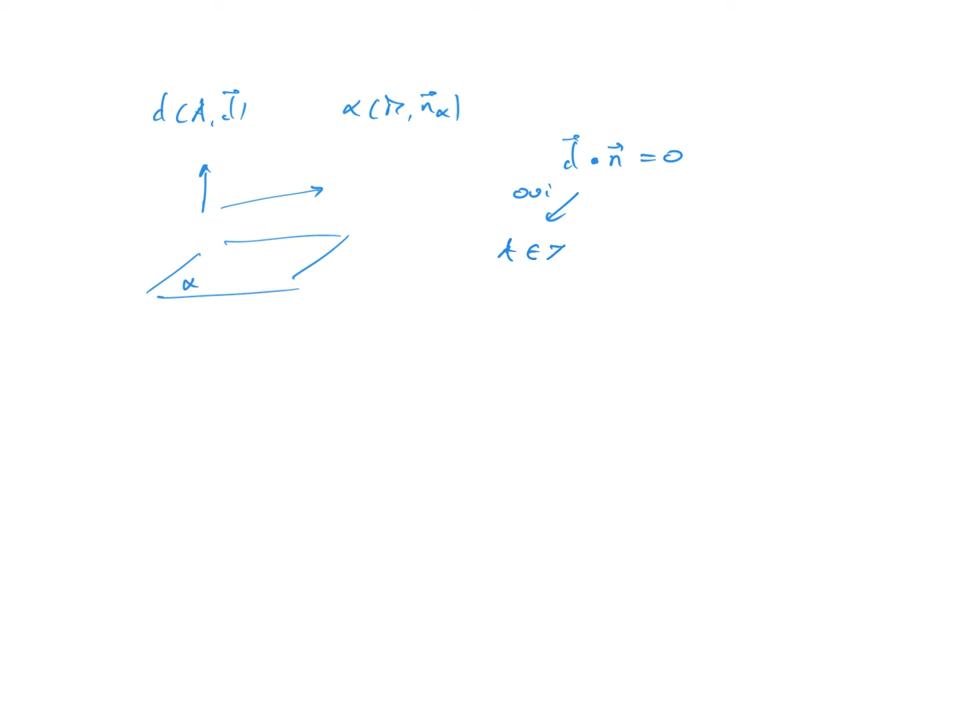 d(A, d⃗) α(π, n⃗α)
d⃗ • n⃗ = 0
oui
A ∈
α